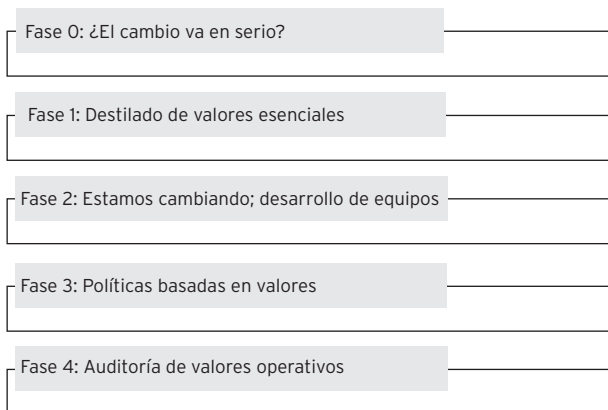 Fase 0: ¿El cambio va en serio?
Fase 1: Destilado de valores esenciales
Fase 2: Estamos cambiando; desarrollo de equipos
Fase 3: Políticas basadas en valores
Fase 4: Auditoría de valores operativos